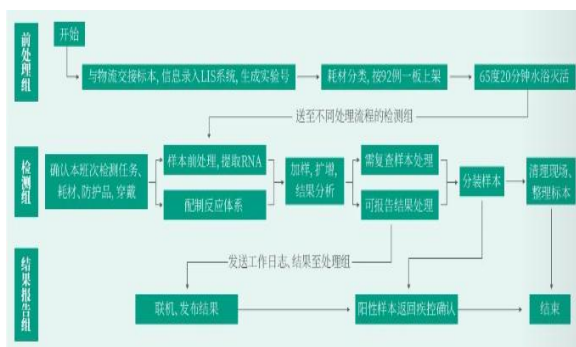 前处理组
开始
与物流交接标本, 信息录入LIS系统, 生成实验号
耗材分类, 按92例一板上架
65度20分钟水浴灭活
送至不同处理流程的检测组
检测组
确认本班次检测任务、
耗材、防护品, 穿戴
样本前处理, 提取RNA
配制反应体系
加样, 扩增,
结果分析
需复查样本处理
可报告结果处理
分装样本
清理现场、
整理标本
发送工作日志、结果至处理组
结果报告组
联机、发布结果
阳性样本返回疾控确认
结束